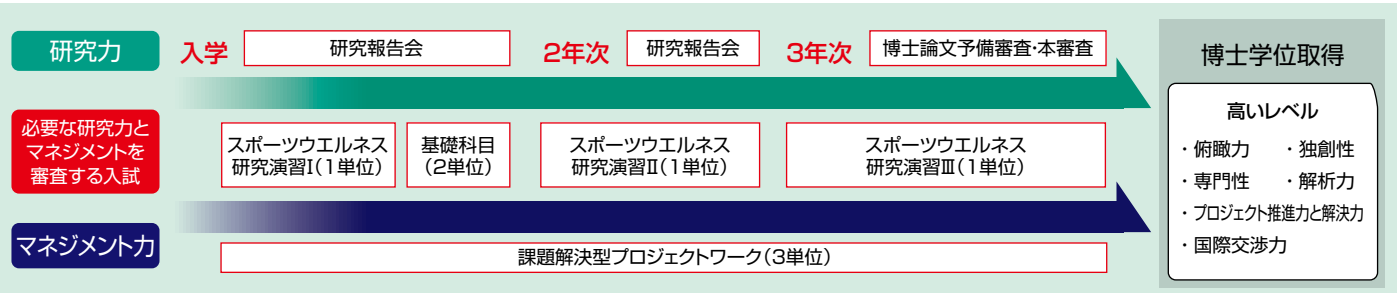 研究力
入学
研究報告会
2年次
研究報告会
3年次
博士論文予備審査・本審査
必要な研究力と
マネジメントを
審査する入試
スポーツウエルネス
研究演習Ⅰ(1単位)
基礎科目
(2単位)
スポーツウエルネス
研究演習Ⅱ(1単位)
スポーツウエルネス
研究演習Ⅲ(1単位)
マネジメント力
課題解決型プロジェクトワーク(3単位)
博士学位取得
高いレベル
・俯瞰力 ・独創性
・専門性 ・解析力
・プロジェクト推進力と解決力
・国際交渉力